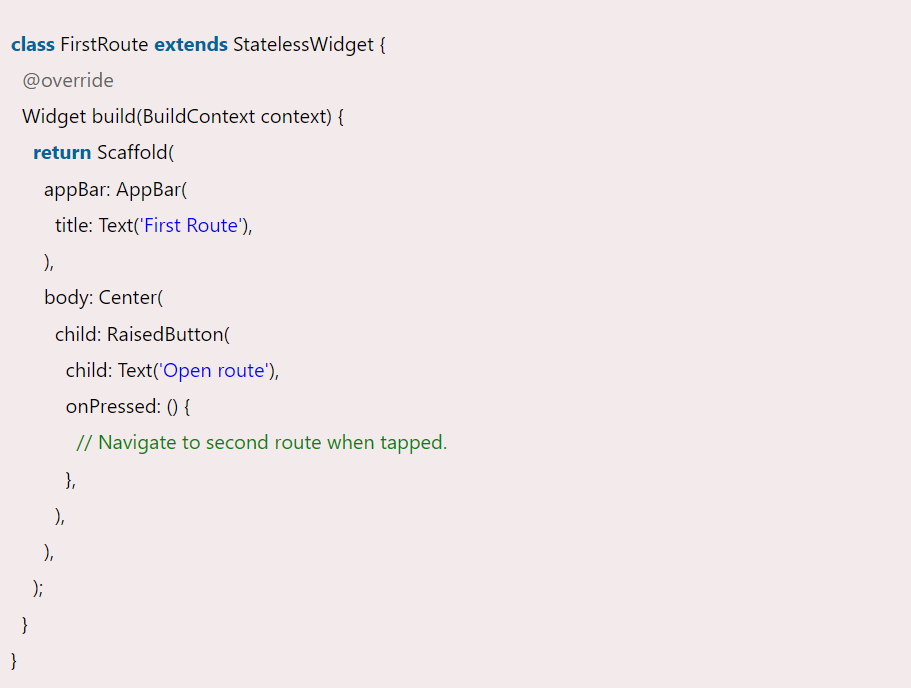 class FirstRoute extends StatelessWidget {
  @override
  Widget build(BuildContext context) {
    return Scaffold(
      appBar: AppBar(
        title: Text('First Route'),
      ),
      body: Center(
        child: RaisedButton(
          child: Text('Open route'),
          onPressed: () {
            // Navigate to second route when tapped.
          },
        ),
      ),
    );
  }
}